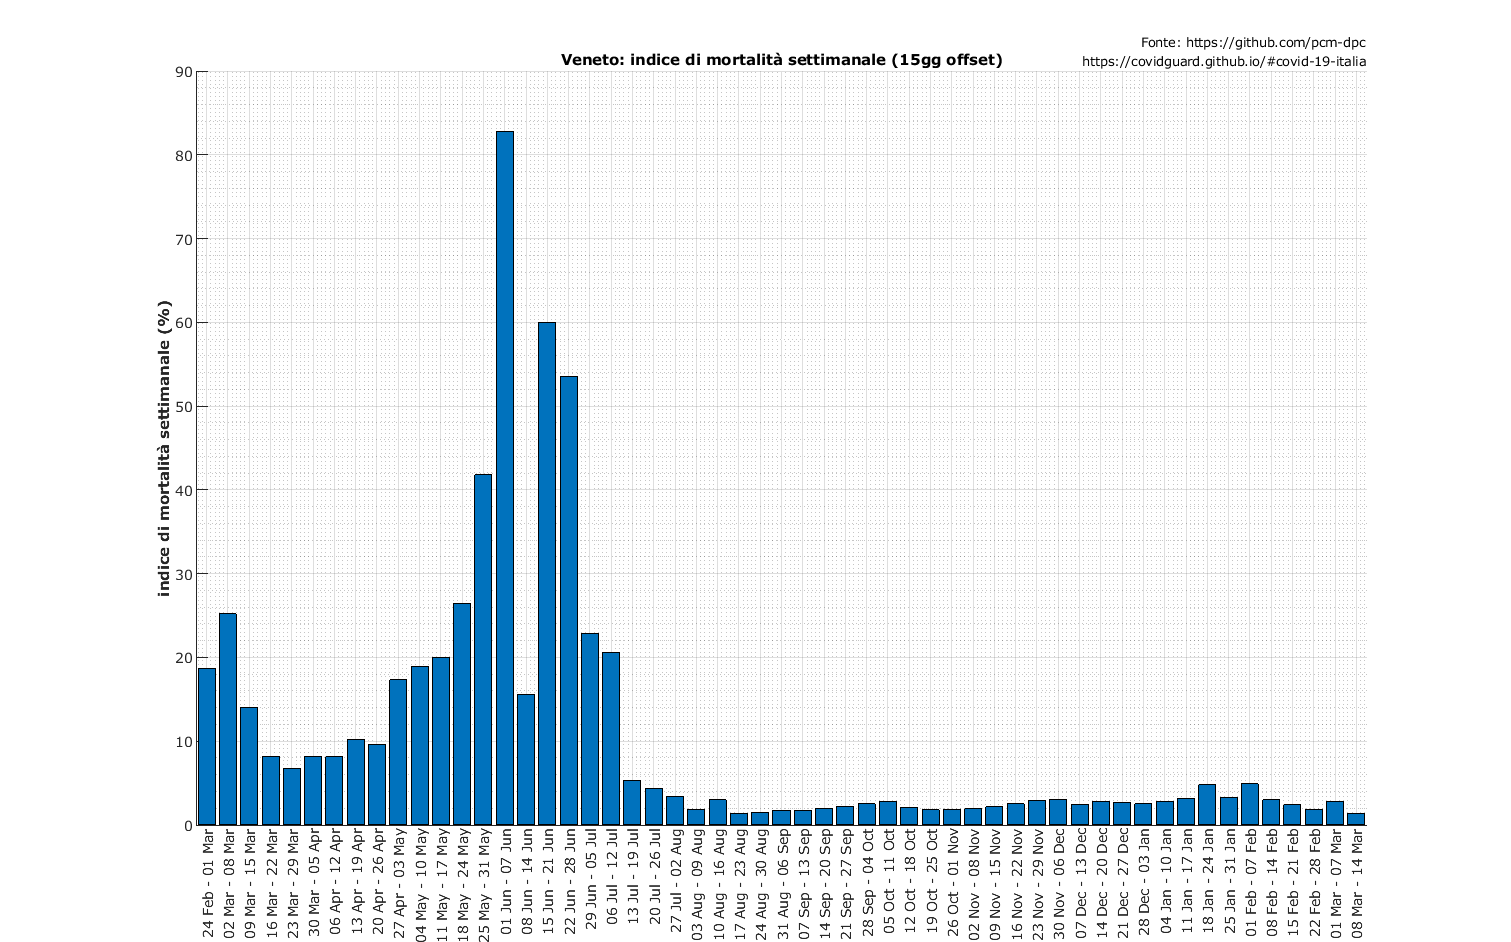 Fonte: https://github.com/pcm-dpc
Veneto: indice di mortalità settimanale (15gg offset)
https://covidguard.github.io/#covid-19-italia
indice di mortalità settimanale (%)
90
80
70
60
50
40
30
20
10
0
24 Feb - 01 Mar
02 Mar - 08 Mar
09 Mar - 15 Mar
16 Mar - 22 Mar
23 Mar - 29 Mar
30 Mar - 05 Apr
06 Apr - 12 Apr
13 Apr - 19 Apr
20 Apr - 26 Apr
27 Apr - 03 May
04 May - 10 May
11 May - 17 May
18 May - 24 May
25 May - 31 May
01 Jun - 07 Jun
08 Jun - 14 Jun
15 Jun - 21 Jun
22 Jun - 28 Jun
29 Jun - 05 Jul
06 Jul - 12 Jul
13 Jul - 19 Jul
20 Jul - 26 Jul
27 Jul - 02 Aug
03 Aug - 09 Aug
10 Aug - 16 Aug
17 Aug - 23 Aug
24 Aug - 30 Aug
31 Aug - 06 Sep
07 Sep - 13 Sep
14 Sep - 20 Sep
21 Sep - 27 Sep
28 Sep - 04 Oct
05 Oct - 11 Oct
12 Oct - 18 Oct
19 Oct - 25 Oct
26 Oct - 01 Nov
02 Nov - 08 Nov
09 Nov - 15 Nov
16 Nov - 22 Nov
23 Nov - 29 Nov
30 Nov - 06 Dec
07 Dec - 13 Dec
14 Dec - 20 Dec
21 Dec - 27 Dec
28 Dec - 03 Jan
04 Jan - 10 Jan
11 Jan - 17 Jan
18 Jan - 24 Jan
25 Jan - 31 Jan
01 Feb - 07 Feb
08 Feb - 14 Feb
15 Feb - 21 Feb
22 Feb - 28 Feb
01 Mar - 07 Mar
08 Mar - 14 Mar